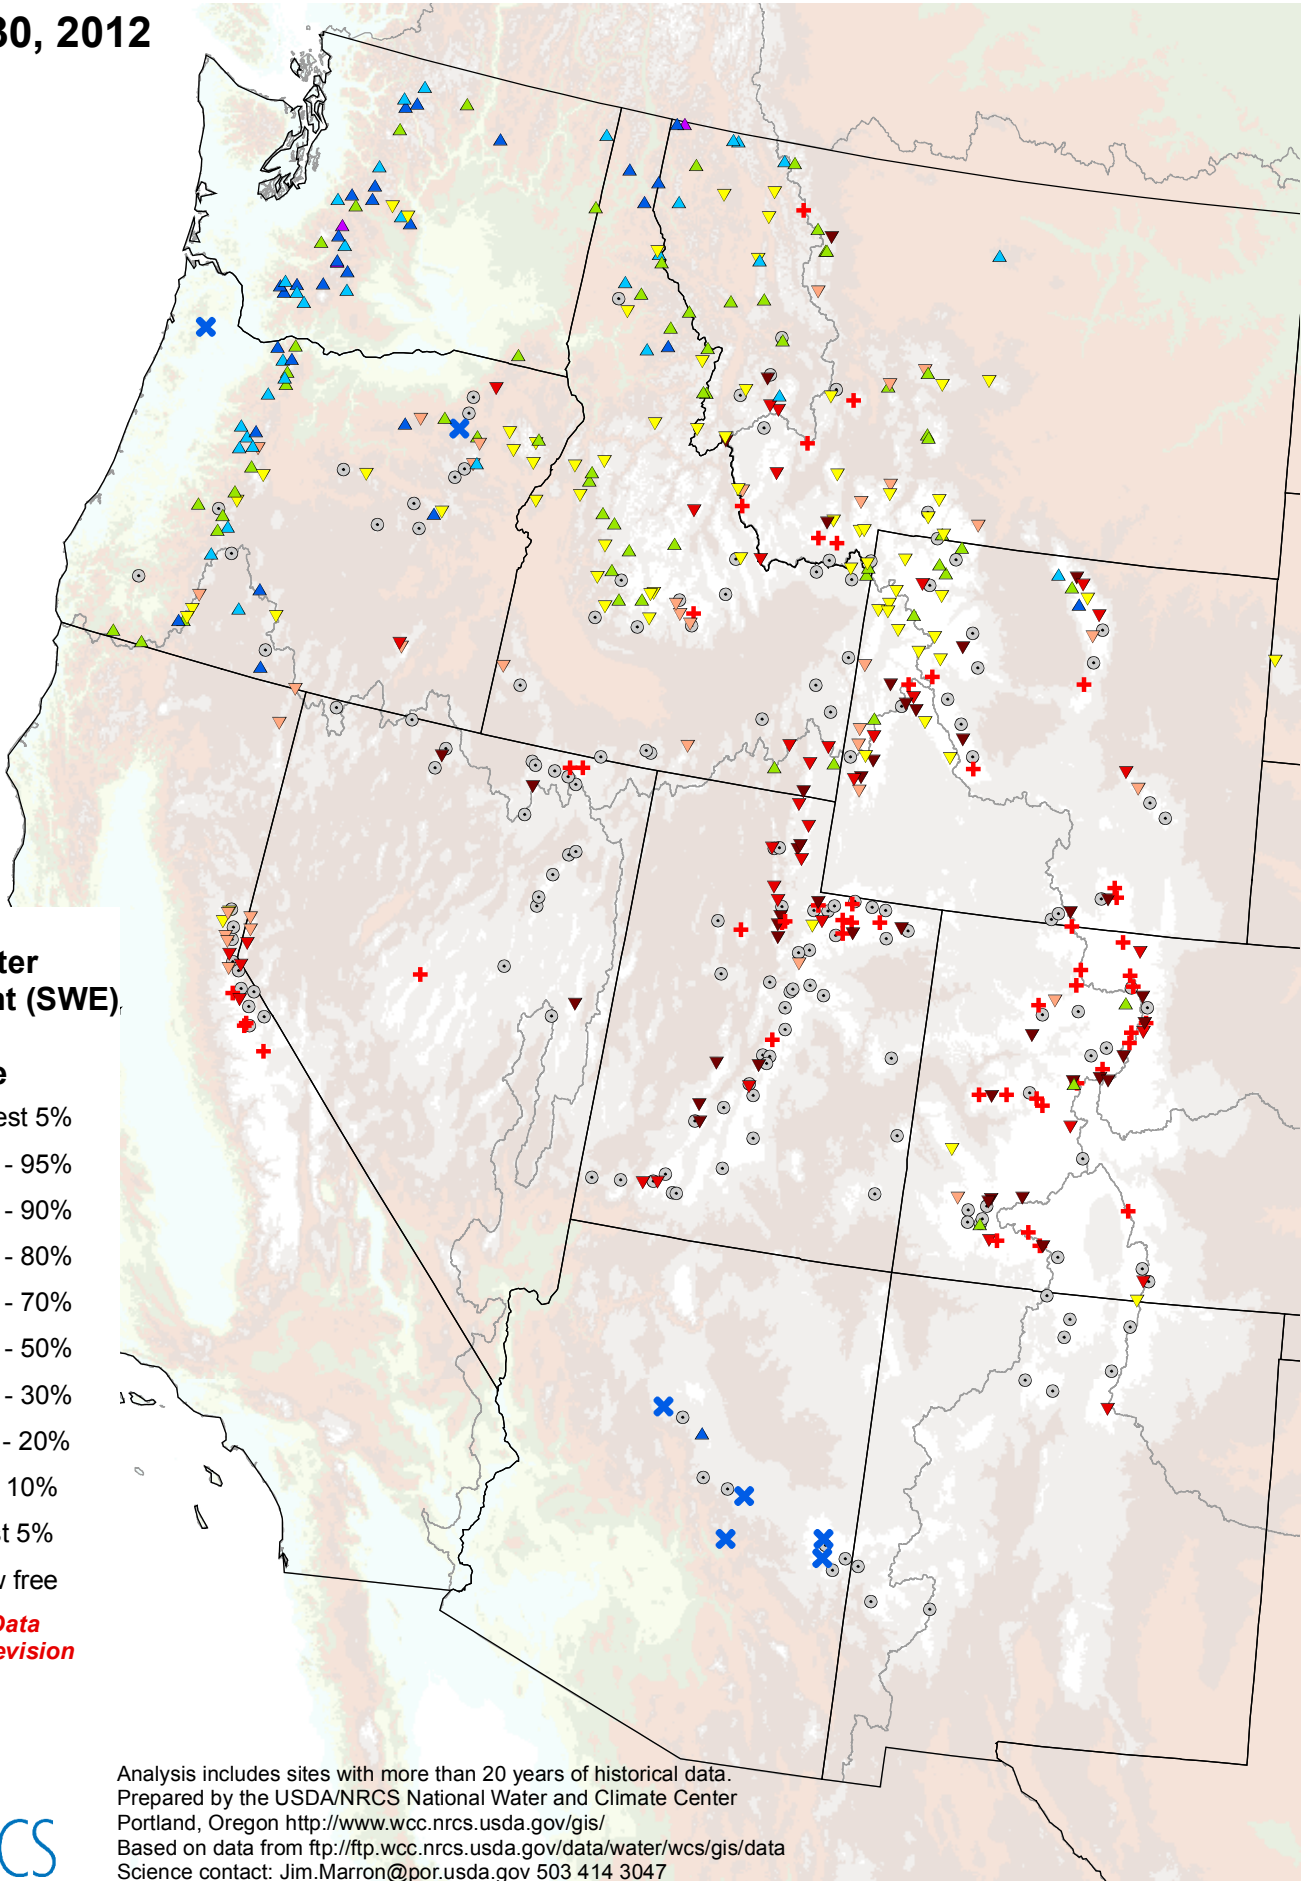 30, 2012
ter
nt (SWE)
e
est 5%
- 95%
- 90%
- 80%
- 70%
- 50%
- 30%
- 20%
10%
st 5%
w free
Data
evision
Analysis includes sites with more than 20 years of historical data.
Prepared by the USDA/NRCS National Water and Climate Center
Portland, Oregon http://www.wcc.nrcs.usda.gov/gis/
Based on data from ftp://ftp.wcc.nrcs.usda.gov/data/water/wcs/gis/data
Science contact: Jim.Marron@por.usda.gov 503 414 3047
CS